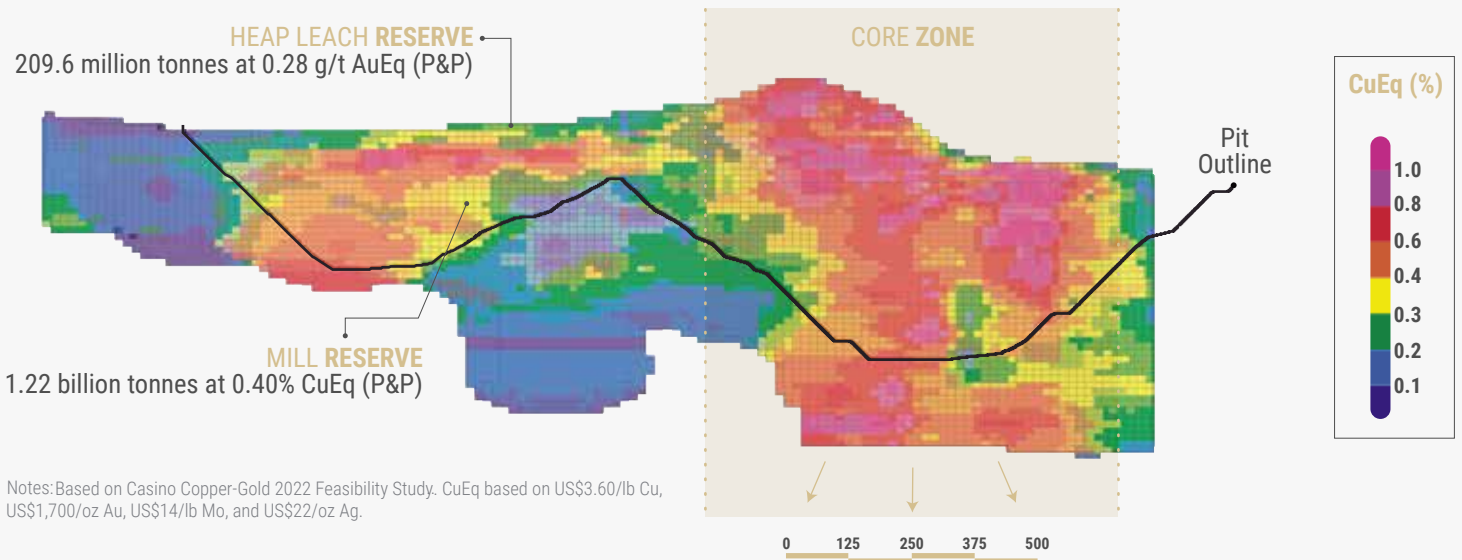 HEAP LEACH RESERVE
209.6 million tonnes at 0.28 g/t AuEq (P&P)
CORE ZONE
CuEq (%)
1.0
0.8
0.6
0.4
0.3
0.2
0.1
Pit
Outline
MILL RESERVE
1.22 billion tonnes at 0.40% CuEq (P&P)
Notes: Based on Casino Copper-Gold 2022 Feasibility Study. CuEq based on US$3.60/lb Cu,
US$1,700/oz Au, US$14/lb Mo, and US$22/oz Ag.
0 125 250 375 500